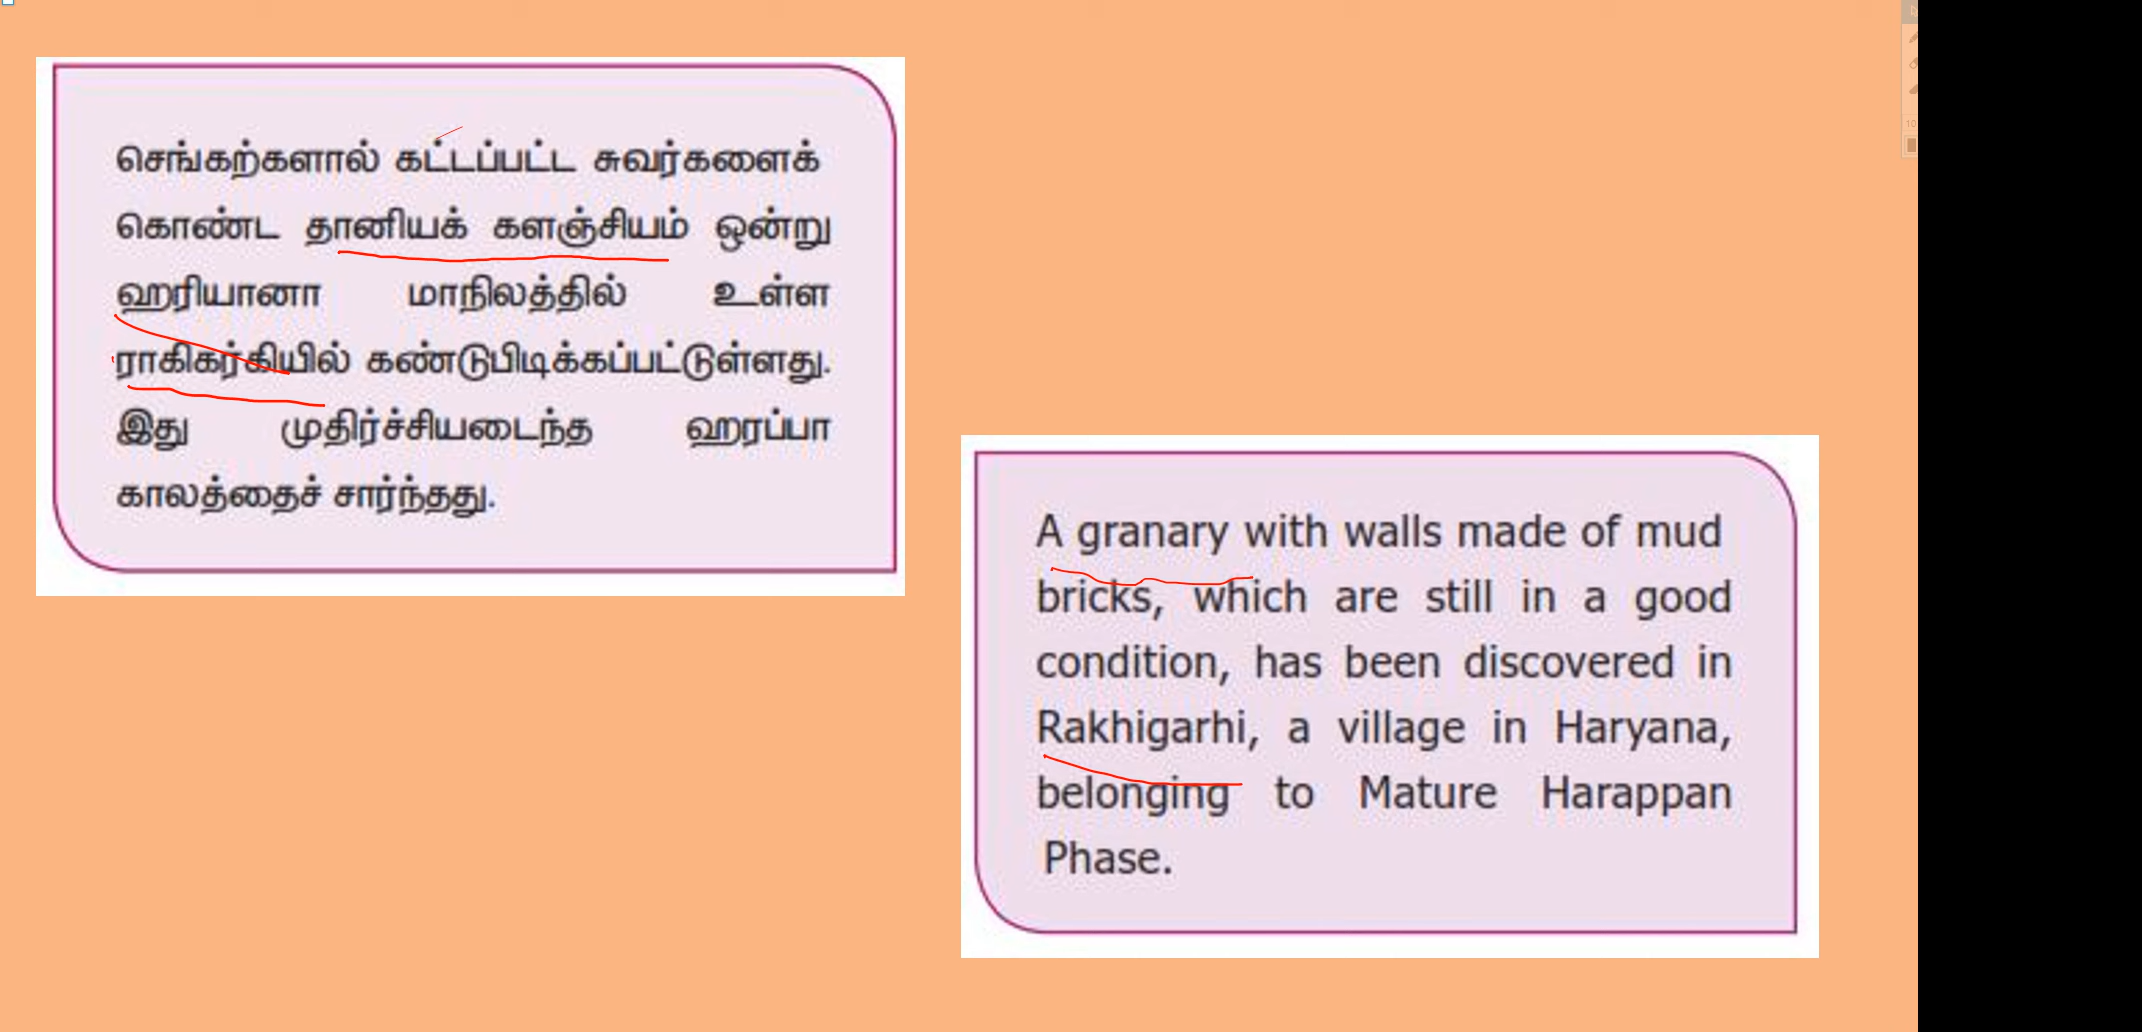 செங்கற்களால் கட்டப்பட்ட சுவர்களைக்
கொண்ட தானியக் களஞ்சியம் ஒன்று
ஹரியானா மாநிலத்தில் உள்ள
ராகிகர்கியில் கண்டுபிடிக்கப்பட்டுள்ளது.
இது முதிர்ச்சியடைந்த ஹரப்பா
காலத்தைச் சார்ந்தது.
A granary with walls made of mud
bricks, which are still in a good
condition, has been discovered in
Rakhigarhi, a village in Haryana,
belonging to Mature Harappan
Phase.
10